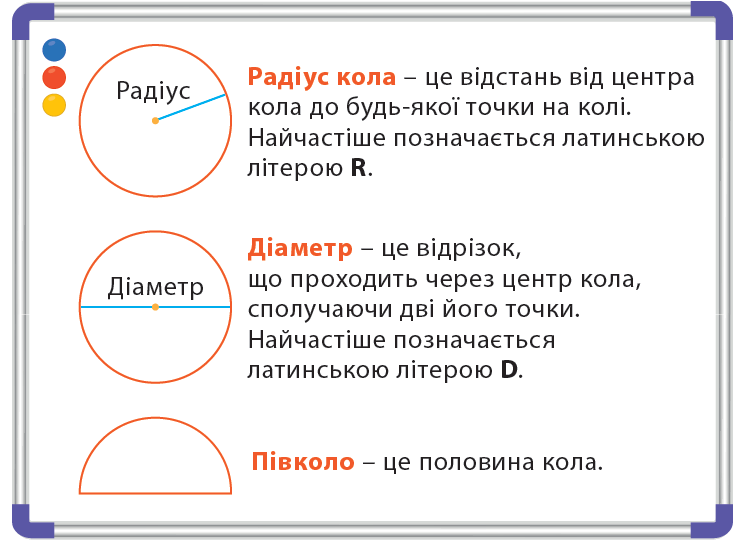 Радіус
Радіус кола – це відстань від центра
кола до будь-якої точки на колі.
Найчастіше позначається латинською
літерою R.
Діаметр
Діаметр – це відрізок,
що проходить через центр кола,
сполучаючи дві його точки.
Найчастіше позначається
латинською літерою D.
Півколо – це половина кола.